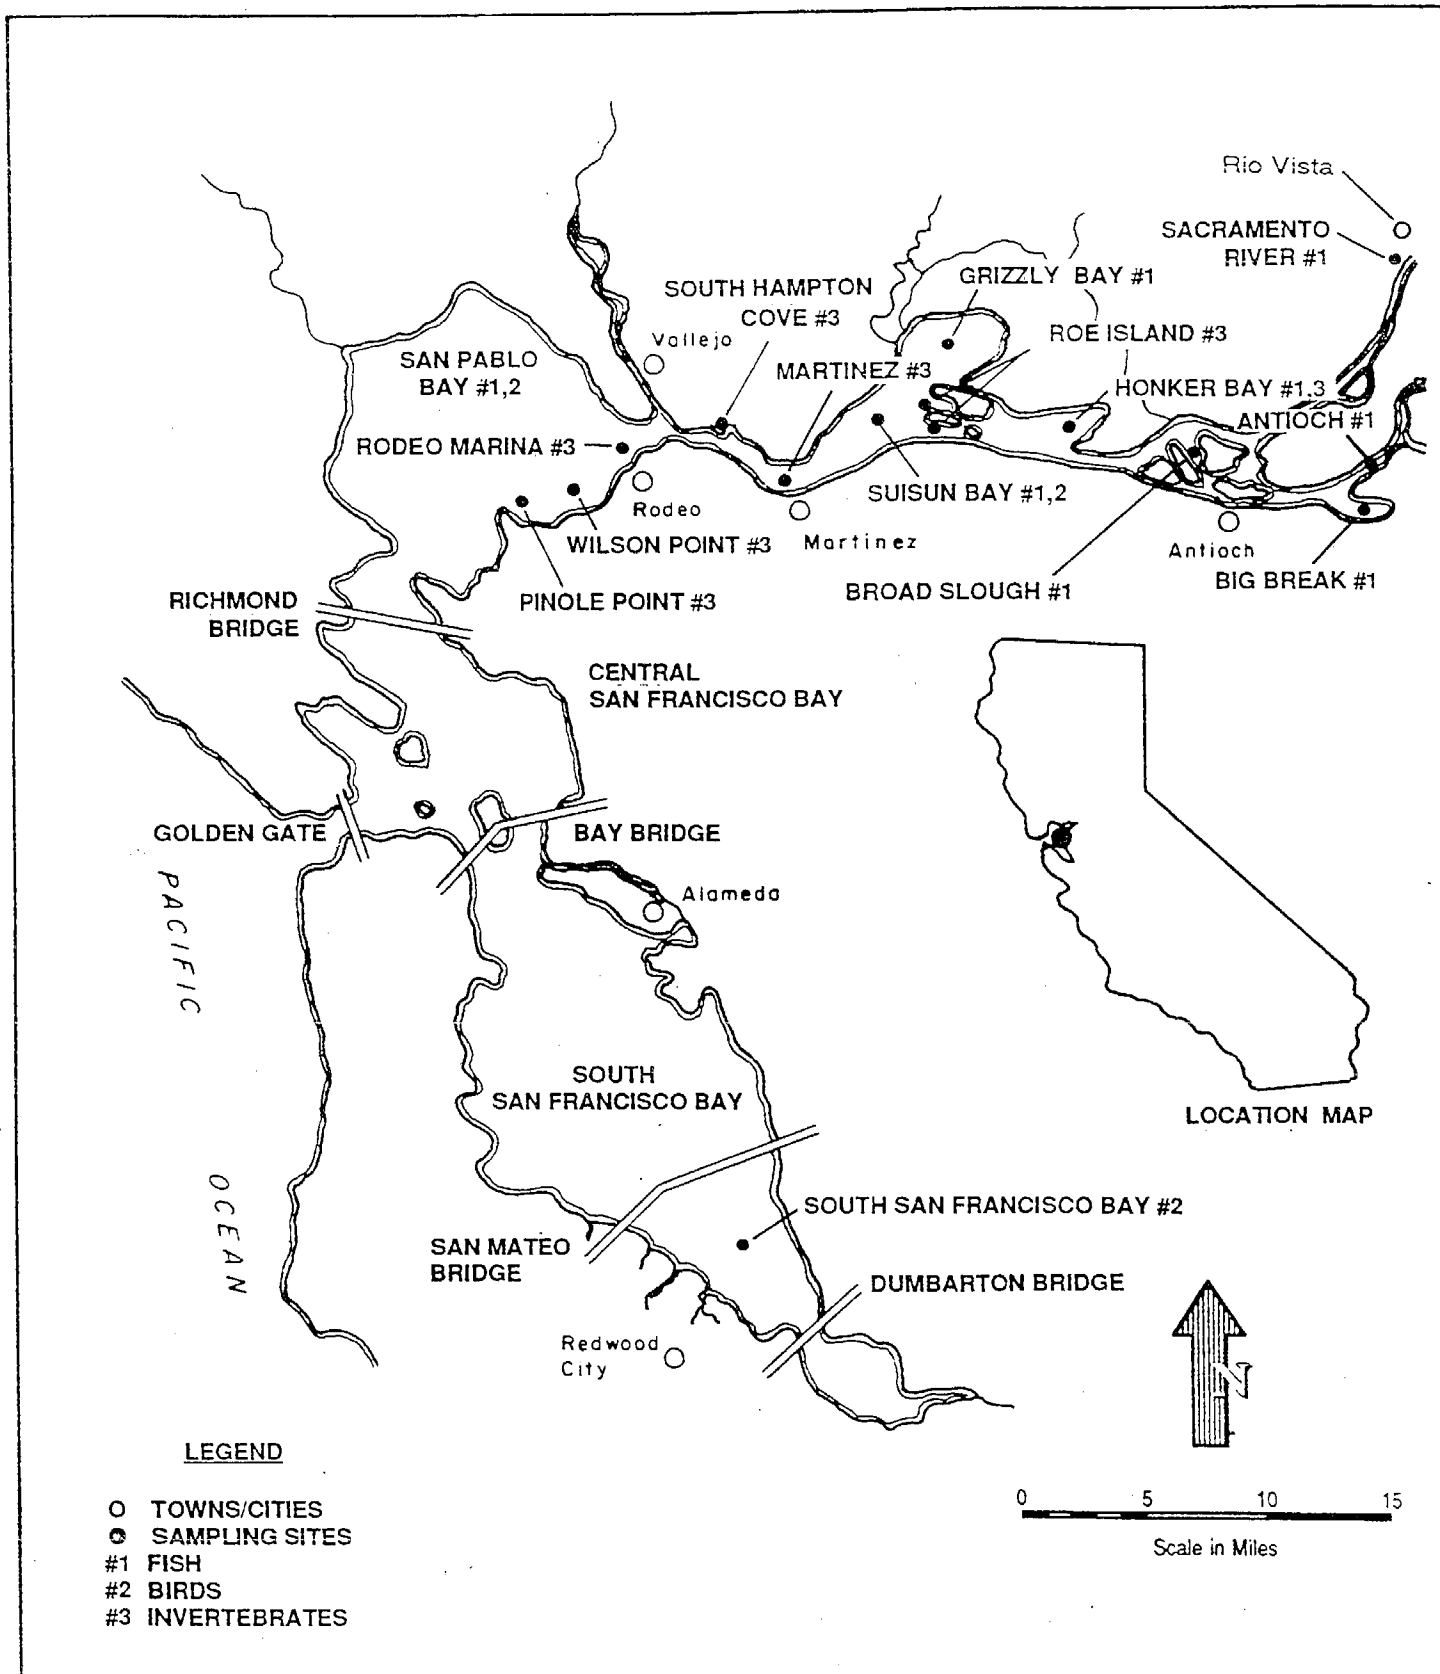 Rio Vista
SACRAMENTO
RIVER #1
GRIZZLY BAY #1
SOUTH HAMPTON
COVE #3
ROE ISLAND #3
Vallejo
SAN PABLO
BAY #1,2
MARTINEZ #3
HONKER BAY #1,3
ANTIOCH #1
RODEO MARINA #3
SUISUN BAY #1,2
Rodeo
WILSON POINT #3
Martinez
Antioch
BIG BREAK #1
BROAD SLOUGH #1
PINOLE POINT #3
RICHMOND
BRIDGE
CENTRAL
SAN FRANCISCO BAY
GOLDEN GATE
BAY BRIDGE
Alameda
PACIFIC
OCEAN
SOUTH
SAN FRANCISCO BAY
LOCATION MAP
SOUTH SAN FRANCISCO BAY #2
SAN MATEO
BRIDGE
DUMBARTON BRIDGE
Redwood
City
N
LEGEND
O TOWNS/CITIES
SAMPLING SITES
#1 FISH
#2 BIRDS
#3 INVERTEBRATES
0 5 10 15
Scale in Miles